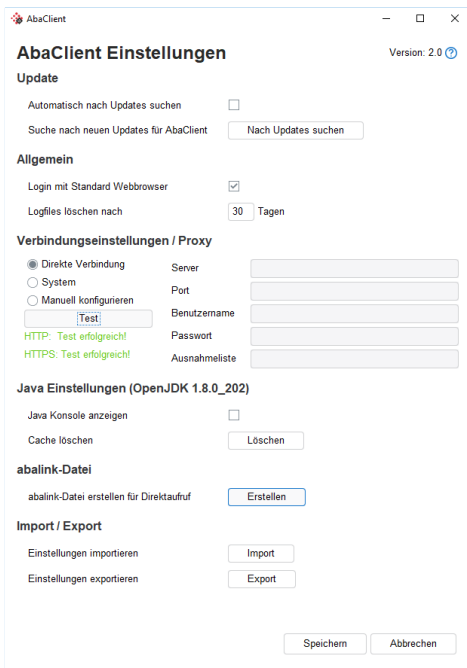 AbaClient
AbaClient Einstellungen
Version: 2.0 ?
Update
Automatisch nach Updates suchen
Suche nach neuen Updates für AbaClient Nach Updates suchen
Allgemein
Login mit Standard Webbrowser
Logfiles löschen nach 30 Tagen
Verbindungseinstellungen / Proxy
Direkte Verbindung
System
Manuell konfigurieren
Test
HTTP: Test erfolgreich!
HTTPS: Test erfolgreich!
Server
Port
Benutzername
Passwort
Ausnahmeliste
Java Einstellungen (OpenJDK 1.8.0_202)
Java Konsole anzeigen
Cache löschen Löschen
abalink-Datei
abalink-Datei erstellen für Direktaufruf Erstellen
Import / Export
Einstellungen importieren Import
Einstellungen exportieren Export
Speichern Abbrechen